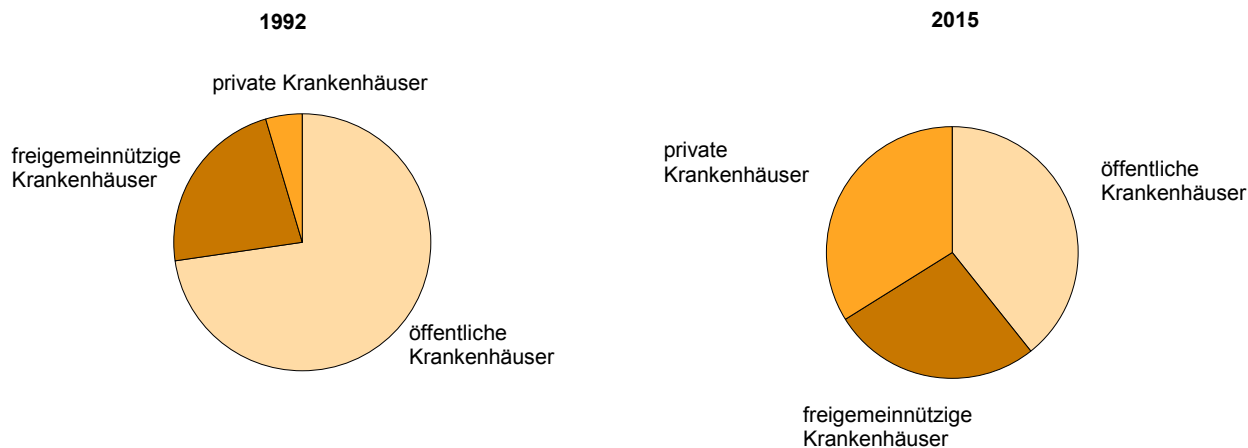 1992
private Krankenhäuser
freigemeinnützige
Krankenhäuser
öffentliche
Krankenhäuser
2015
private
Krankenhäuser
öffentliche
Krankenhäuser
freigemeinnützige
Krankenhäuser